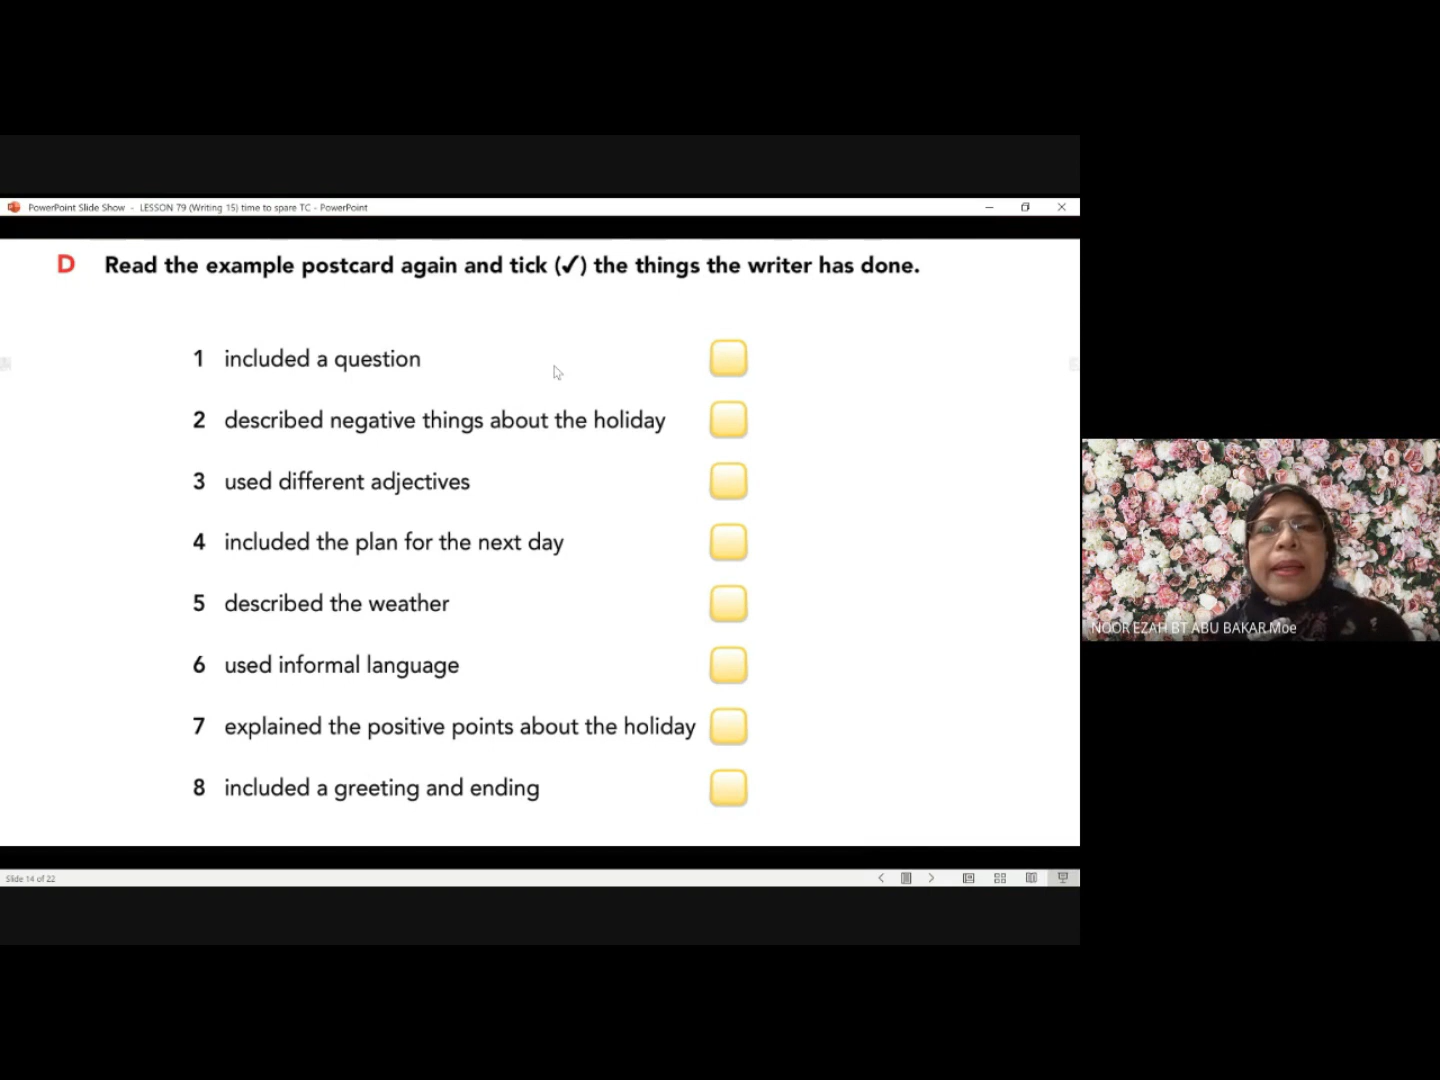 PowerPoint Slide Show - LESSON 79 (Writing 15) time to spare TC - PowerPoint
D Read the example postcard again and tick (✓) the things the writer has done.
1 included a question
2 described negative things about the holiday
3 used different adjectives
4 included the plan for the next day
5 described the weather
6 used informal language
7 explained the positive points about the holiday
8 included a greeting and ending
NOOR EZAH BT ABU BAKAR Moe
Slide 14 of 22